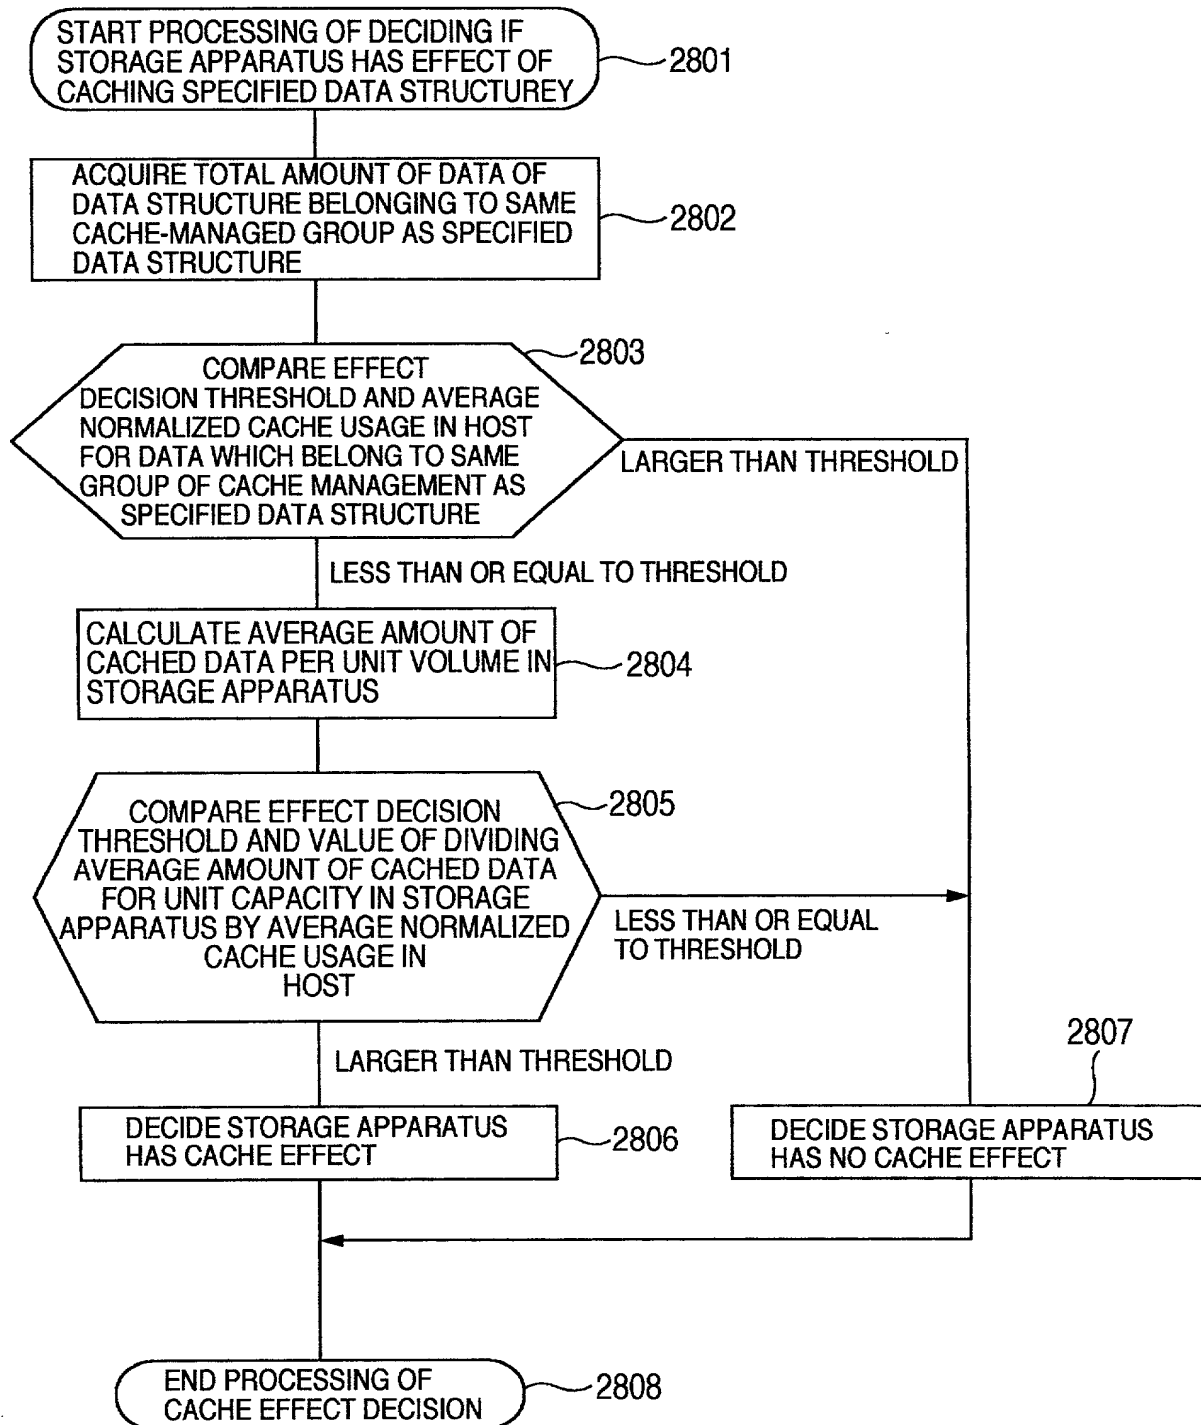 START PROCESSING OF DECIDING IF
STORAGE APPARATUS HAS EFFECT OF
CACHING SPECIFIED DATA STRUCTUREY
2801
ACQUIRE TOTAL AMOUNT OF DATA OF
DATA STRUCTURE BELONGING TO SAME
CACHE-MANAGED GROUP AS SPECIFIED
DATA STRUCTURE
2802
2803
COMPARE EFFECT
DECISION THRESHOLD AND AVERAGE
NORMALIZED CACHE USAGE IN HOST
FOR DATA WHICH BELONG TO SAME
GROUP OF CACHE MANAGEMENT AS
SPECIFIED DATA STRUCTURE
LARGER THAN THRESHOLD
LESS THAN OR EQUAL TO THRESHOLD
CALCULATE AVERAGE AMOUNT OF
CACHED DATA PER UNIT VOLUME IN
STORAGE APPARATUS
2804
2805
COMPARE EFFECT DECISION
THRESHOLD AND VALUE OF DIVIDING
AVERAGE AMOUNT OF CACHED DATA
FOR UNIT CAPACITY IN STORAGE
APPARATUS BY AVERAGE NORMALIZED
CACHE USAGE IN
HOST
LESS THAN OR EQUAL
TO THRESHOLD
LARGER THAN THRESHOLD
DECIDE STORAGE APPARATUS
HAS CACHE EFFECT
2806
2807
DECIDE STORAGE APPARATUS
HAS NO CACHE EFFECT
END PROCESSING OF
CACHE EFFECT DECISION
2808